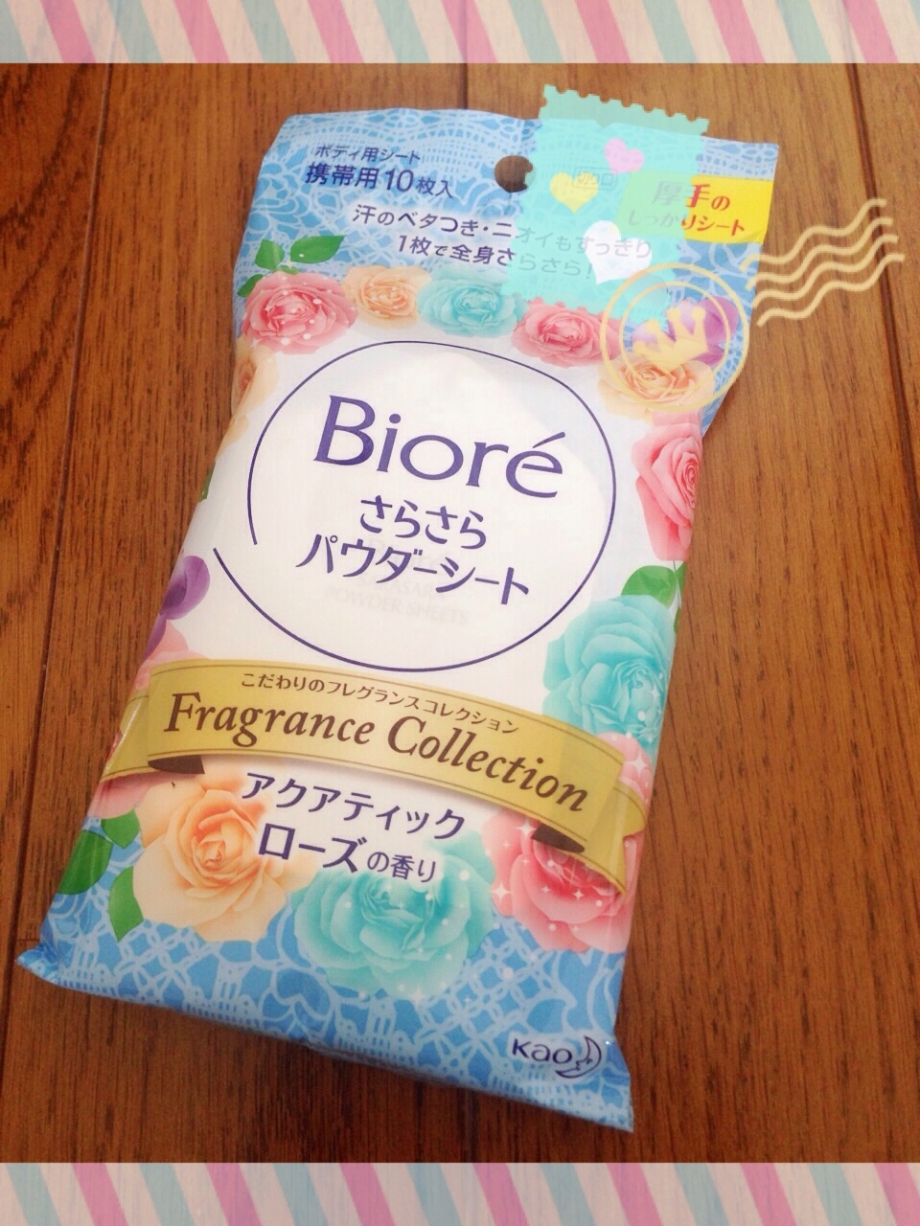 ボディ用シート
携帯用10枚入
厚手の
しっかりシート
汗のベタつき・ニオイもすっきり
1枚で全身さらさら!
Bioré
さらさら
パウダーシート
POWDER SHEETS
こだわりのフレグランスコレクション
Fragrance Collection
アクアティック
ローズの香り
Kao